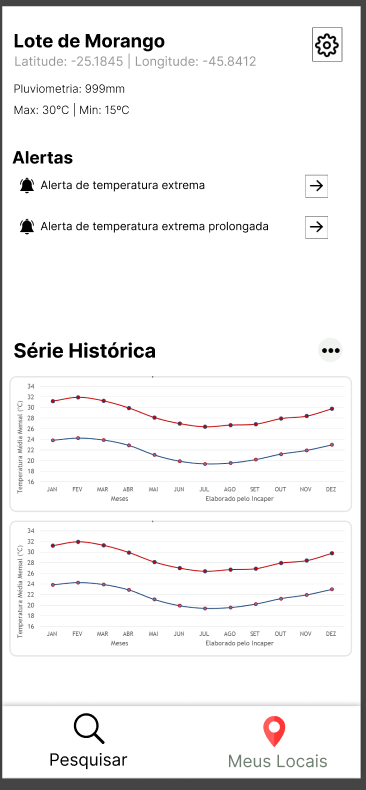 Lote de Morango
Latitude: -25.1845 | Longitude: -45.8412
Pluviometria: 999mm
Max: 30°C | Min: 15ºC
Alertas
Alerta de temperatura extrema
Alerta de temperatura extrema prolongada
Série Histórica
Temperatura Média Mensal (°C)
34
32
30
28
26
24
22
20
18
16
JAN FEV MAR ABR MAI JUN JUL AGO SET OUT NOV DEZ
Meses Elaborado pelo Incaper
Temperatura Média Mensal (°C)
34
32
30
28
26
24
22
20
18
16
JAN FEV MAR ABR MAI JUN JUL AGO SET OUT NOV DEZ
Meses Elaborado pelo Incaper
Pesquisar
Meus Locais